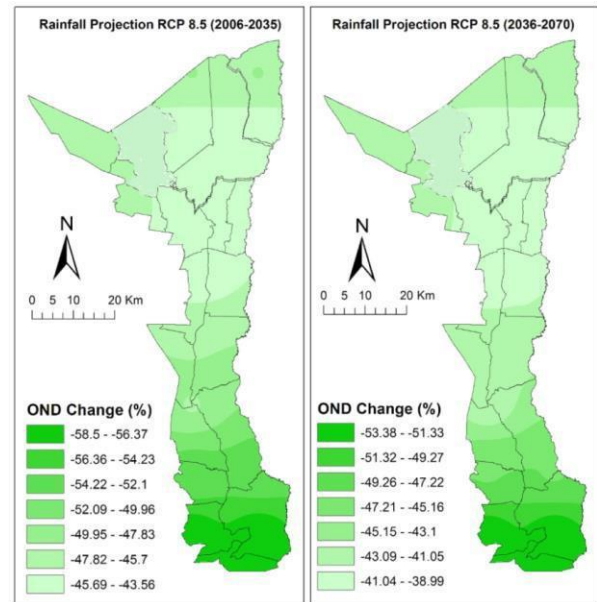 Rainfall Projection RCP 8.5 (2006-2035)
N
0 5 10 20 Km
OND Change (%)
-58.5 - -56.37
-56.36 - -54.23
-54.22 - -52.1
-52.09 - -49.96
-49.95 - -47.83
-47.82 - -45.7
-45.69 - -43.56
Rainfall Projection RCP 8.5 (2036-2070)
N
0 5 10 20 Km
OND Change (%)
-53.38 - -51.33
-51.32 - -49.27
-49.26 - -47.22
-47.21 - -45.16
-45.15 - -43.1
-43.09 - -41.05
-41.04 - -38.99